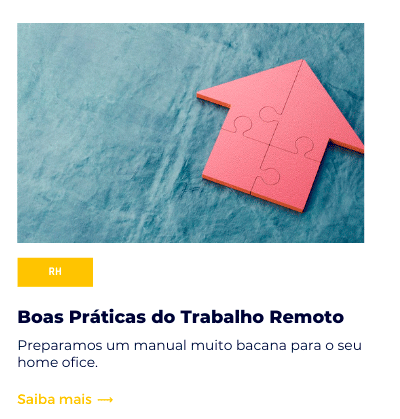 RH
Boas Práticas do Trabalho Remoto
Preparamos um manual muito bacana para o seu
home ofice.
Saiba mais →